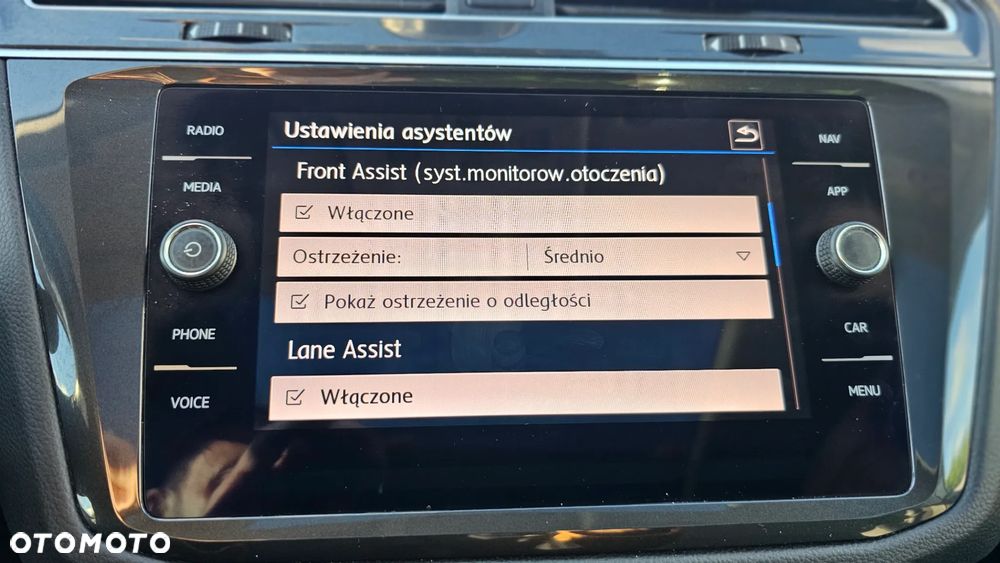 RADIO
MEDIA
PHONE
VOICE
Ustawienia asystentów
Front Assist (syst.monitorow.otoczenia)
Włączone
Ostrzeżenie: Średnio
Pokaż ostrzeżenie o odległości
Lane Assist
Włączone
NAV
APP
CAR
MENU
OTOMOTO